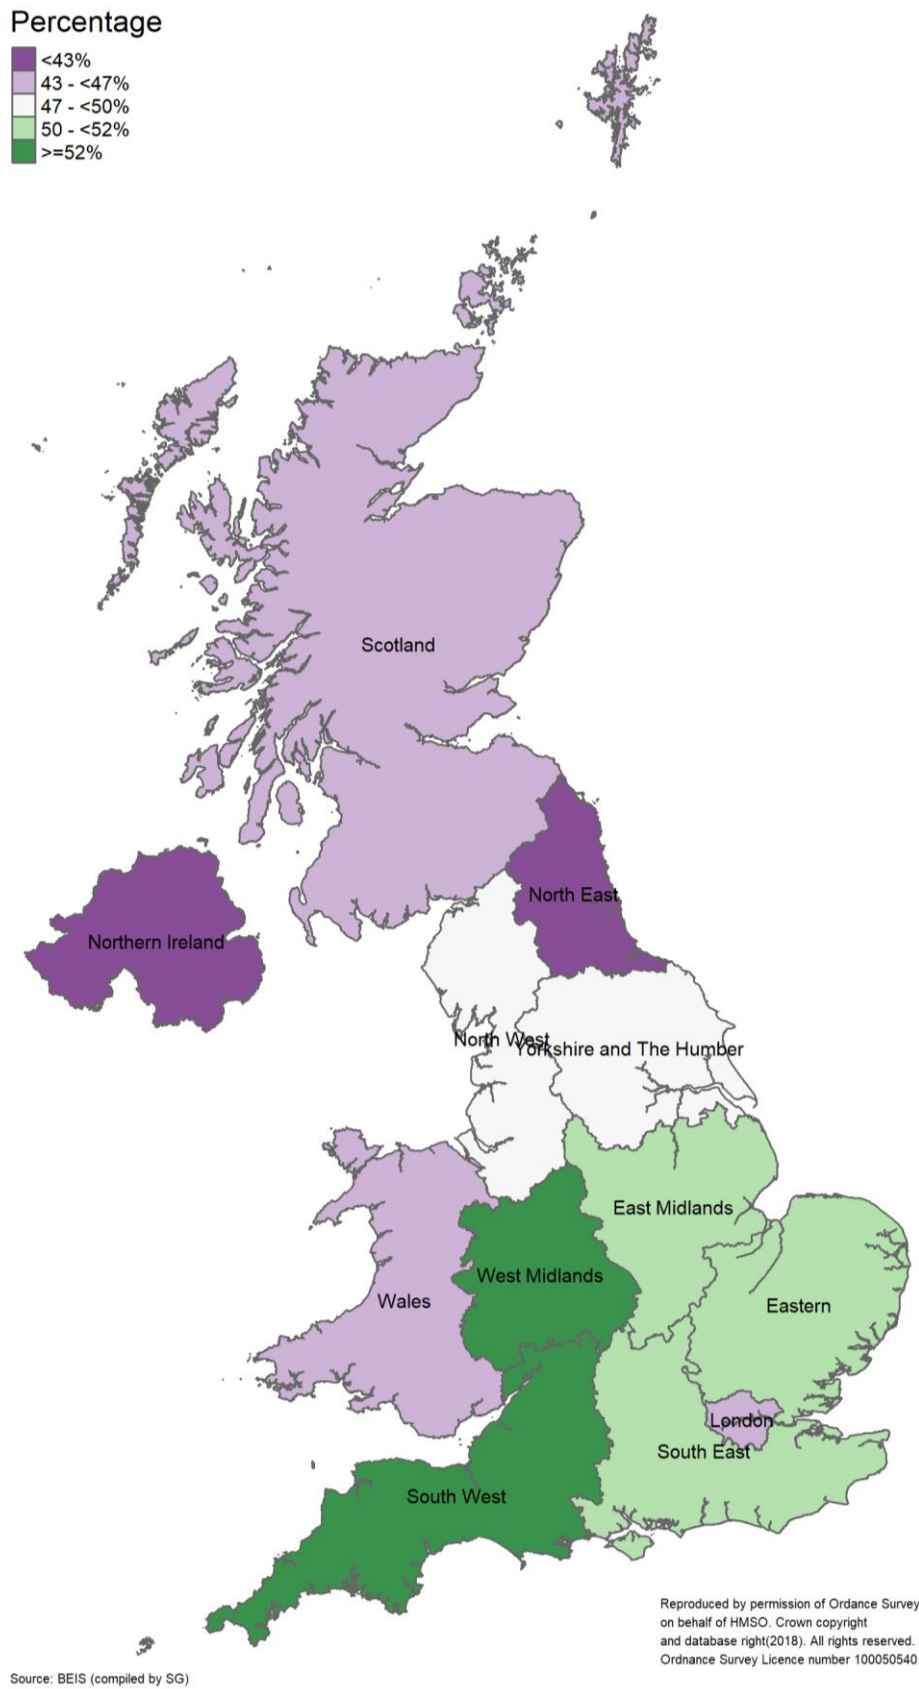 Percentage
<43%
43 - <47%
47 - <50%
50 - <52%
>=52%
Scotland
North East
Northern Ireland
North West
Yorkshire and The Humber
East Midlands
West Midlands
Wales
Eastern
London
South East
South West
Reproduced by permission of Ordance Survey
on behalf of HMSO. Crown copyright
and database right(2018). All rights reserved.
Ordnance Survey Licence number 100050540
Source: BEIS (compiled by SG)